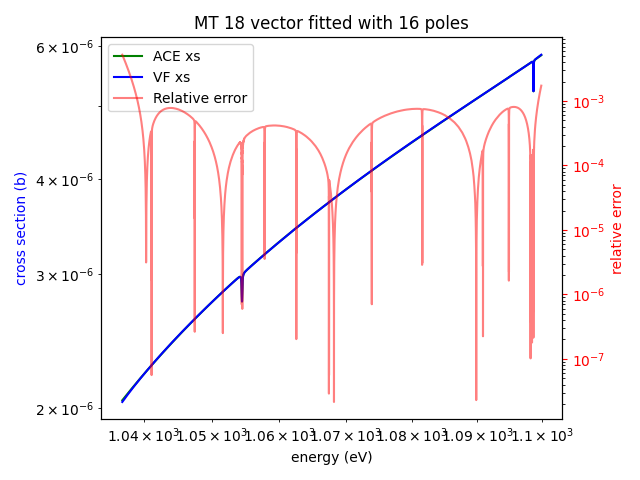 MT 18 vector fitted with 16 poles
ACE xs
VF xs
Relative error
6 × 10⁻⁶
4 × 10⁻⁶
3 × 10⁻⁶
2 × 10⁻⁶
cross section (b)
10⁻³
10⁻⁴
10⁻⁵
10⁻⁶
10⁻⁷
relative error
1.04 × 10³ 1.05 × 10³ 1.06 × 10³ 1.07 × 10³ 1.08 × 10³ 1.09 × 10³ 1.1 × 10³
energy (eV)